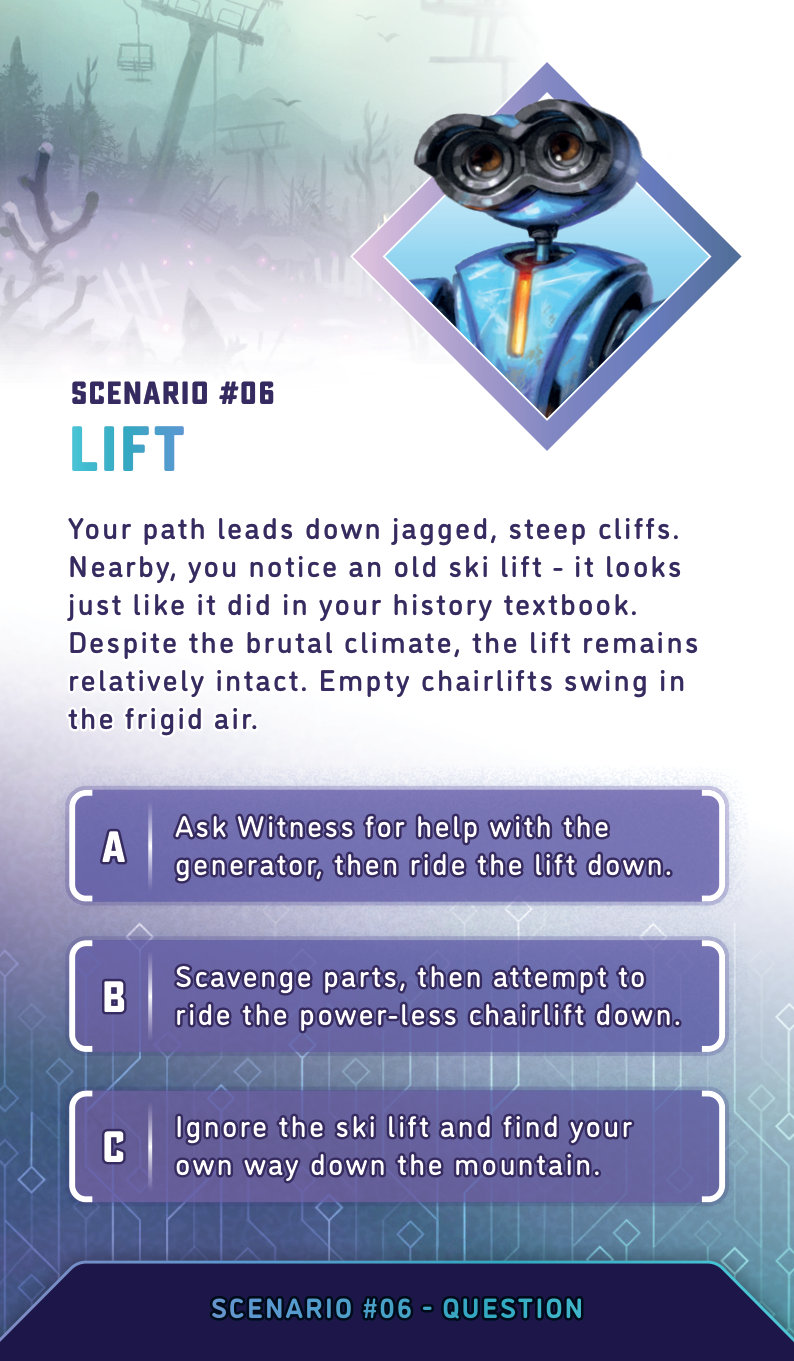 SCENARIO #06
LIFT
Your path leads down jagged, steep cliffs.
Nearby, you notice an old ski lift - it looks
just like it did in your history textbook.
Despite the brutal climate, the lift remains
relatively intact. Empty chairlifts swing in
the frigid air.
A
Ask Witness for help with the
generator, then ride the lift down.
B
Scavenge parts, then attempt to
ride the power-less chairlift down.
C
Ignore the ski lift and find your
own way down the mountain.
SCENARIO #06 - QUESTION